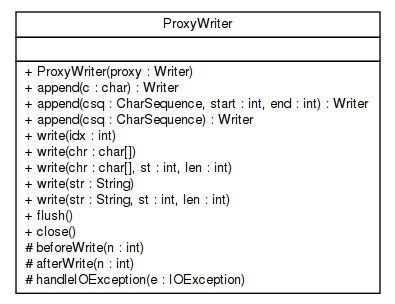 ProxyWriter
+ ProxyWriter(proxy : Writer)
+ append(c : char) : Writer
+ append(csq : CharSequence, start : int, end : int) : Writer
+ append(csq : CharSequence) : Writer
+ write(idx : int)
+ write(chr : char[])
+ write(chr : char[], st : int, len : int)
+ write(str : String)
+ write(str : String, st : int, len : int)
+ flush()
+ close()
# beforeWrite(n : int)
# afterWrite(n : int)
# handleIOException(e : IOException)